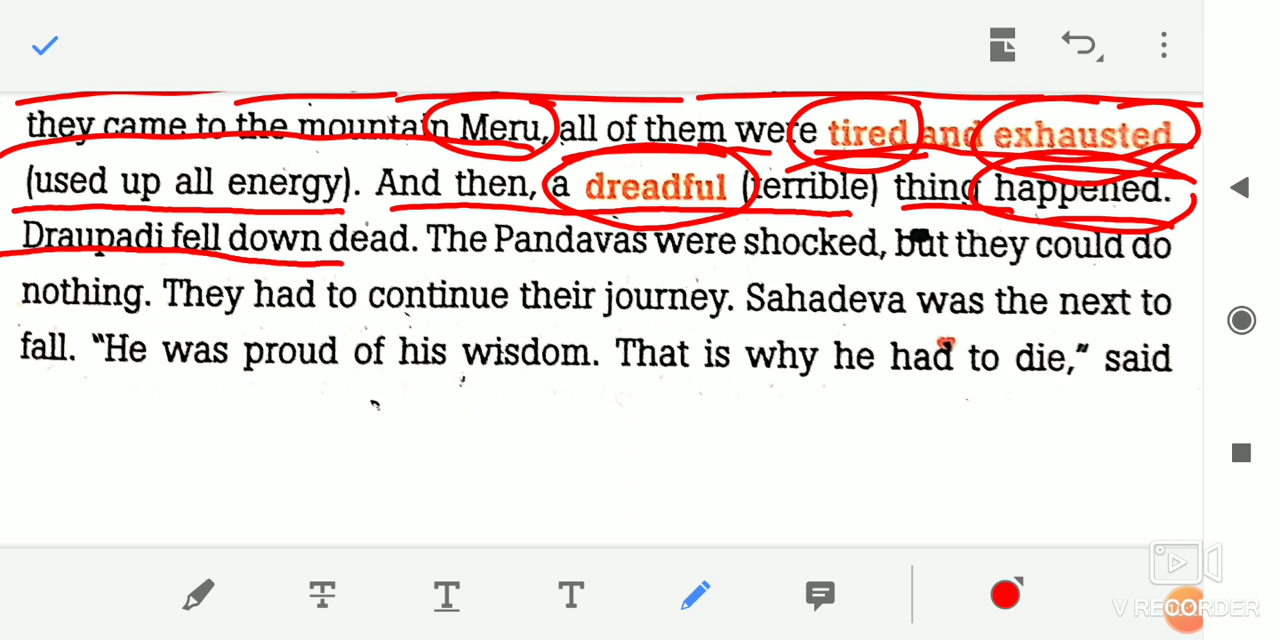 they came to the mountain Meru, all of them were tired and exhausted
(used up all energy). And then, a dreadful (terrible) thing happened.
Draupadi fell down dead. The Pandavas were shocked, but they could do
nothing. They had to continue their journey. Sahadeva was the next to
fall. "He was proud of his wisdom. That is why he had to die," said
V RECORDER